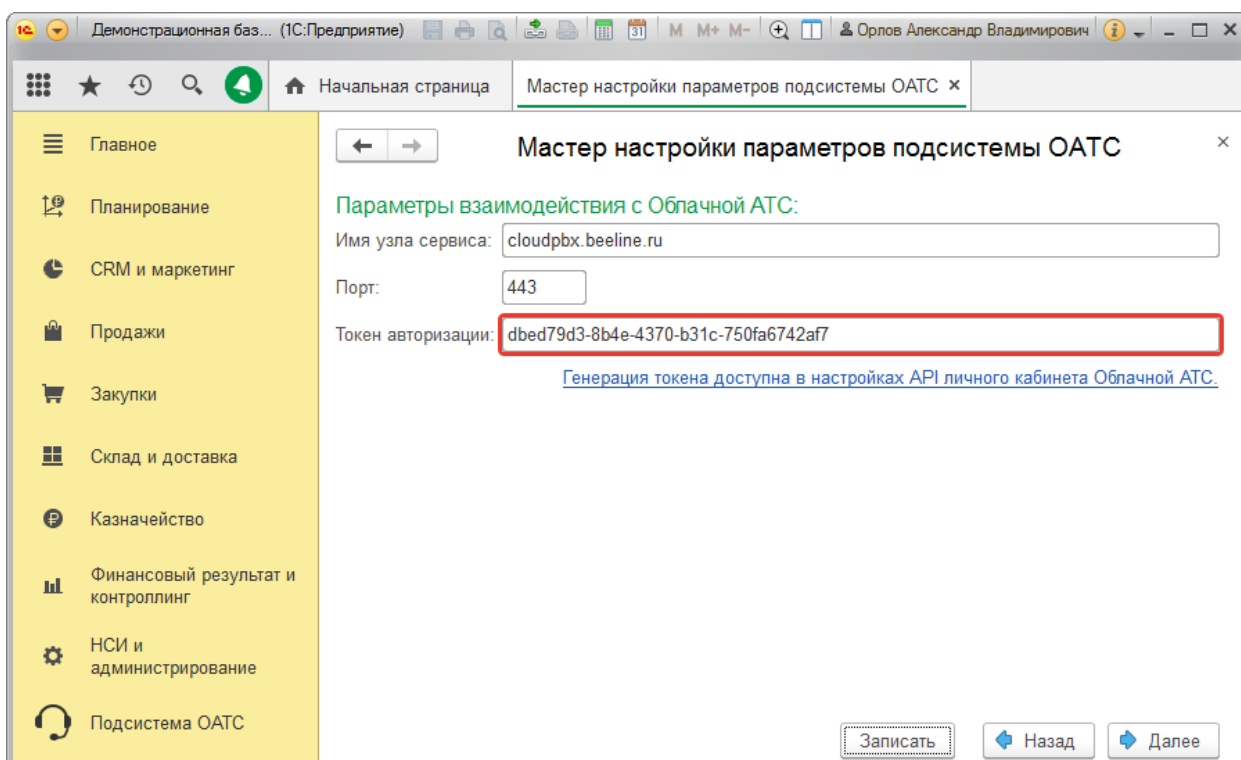 1С Демонстрационная баз... (1С:Предприятие) 31 M M+ M- Орлов Александр Владимирович i
Начальная страница Мастер настройки параметров подсистемы ОАТС ×
Главное
Планирование
CRM и маркетинг
Продажи
Закупки
Склад и доставка
Казначейство
Финансовый результат и
контроллинг
НСИ и
администрирование
Подсистема ОАТС
Мастер настройки параметров подсистемы ОАТС
Параметры взаимодействия с Облачной АТС:
Имя узла сервиса: cloudpbx.beeline.ru
Порт: 443
Токен авторизации: dbed79d3-8b4e-4370-b31c-750fa6742af7
Генерация токена доступна в настройках API личного кабинета Облачной АТС.
Записать Назад Далее